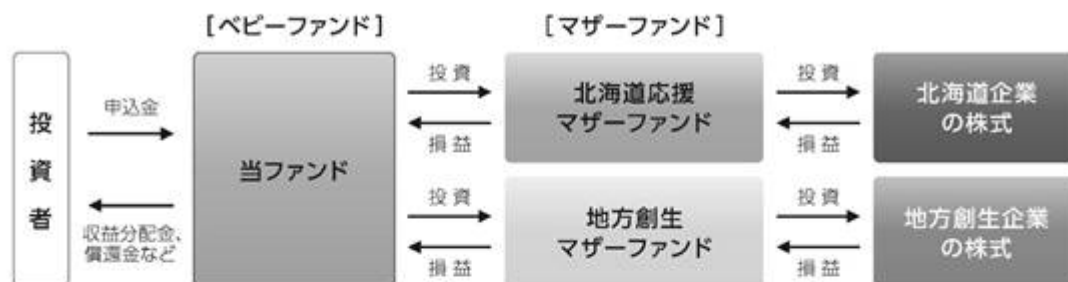 [ベビーファンド]
[マザーファンド]
投資者
申込金
収益分配金、
償還金など
当ファンド
投資
損益
北海道応援
マザーファンド
投資
損益
北海道企業
の株式
投資
損益
地方創生
マザーファンド
投資
損益
地方創生企業
の株式